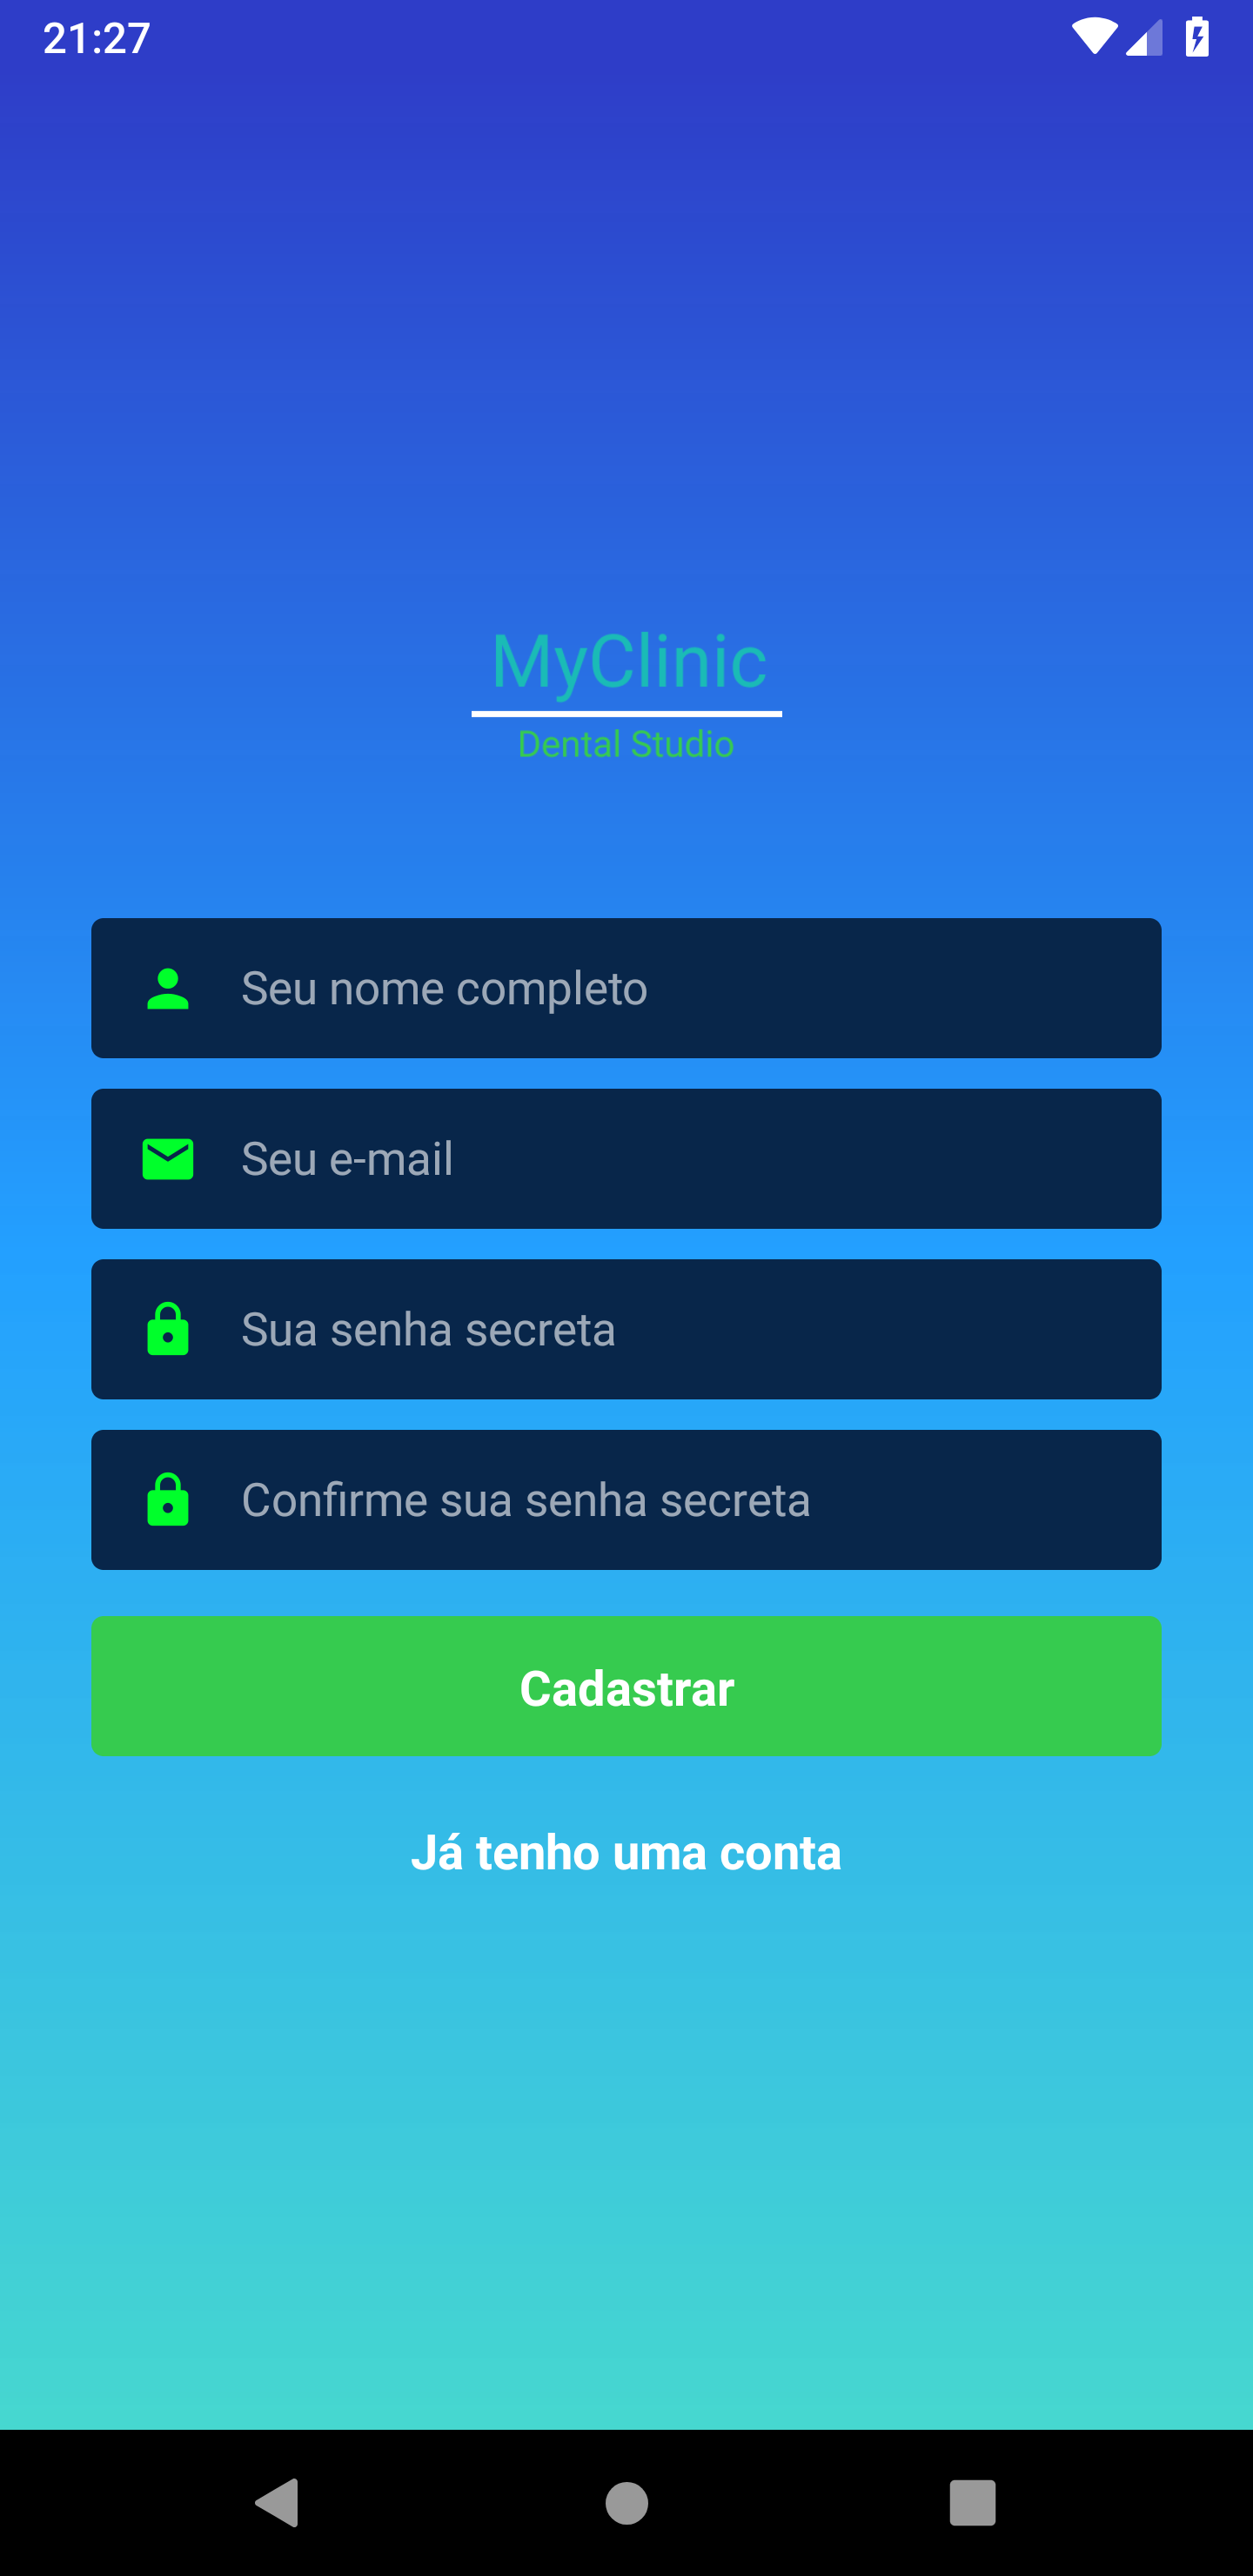 21:27
MyClinic
Dental Studio
Seu nome completo
Seu e-mail
Sua senha secreta
Confirme sua senha secreta
Cadastrar
Já tenho uma conta